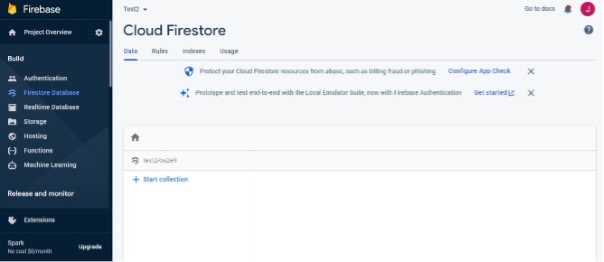 Firebase
Test2
Go to docs
J
Project Overview
Cloud Firestore
Build
Data Rules Indexes Usage
Authentication
Firestore Database
Realtime Database
Storage
Hosting
Functions
Machine Learning
Protect your Cloud Firestore resources from abuse, such as billing fraud or phishing Configure App Check
Prototype and test end-to-end with the Local Emulator Suite, now with Firebase Authentication Get started
+ Start collection
Release and monitor
Extensions
Spark
No cost $0/month
Upgrade